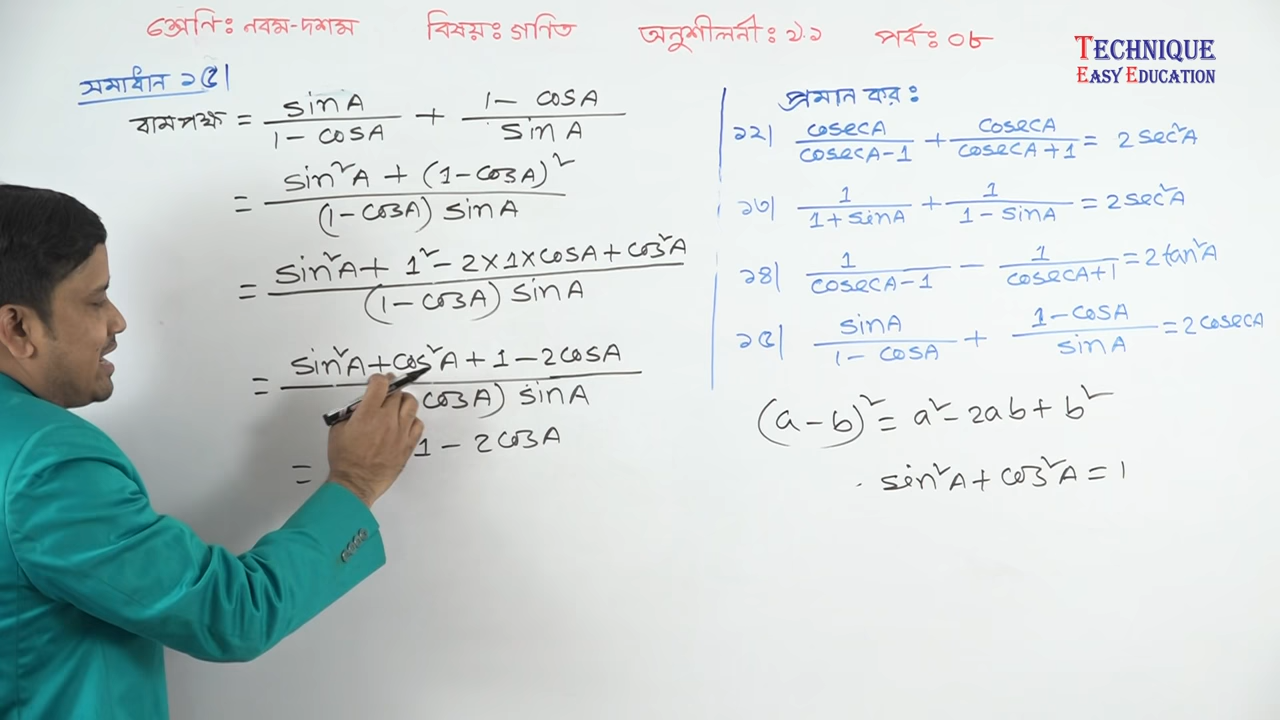 শ্রেণি: নবম-দশম বিষয়: গণিত অনুশীলনী: ৯.১ পর্ব: ০৮
TECHNIQUE
EASY EDUCATION
সমাধান ১৫|
বামপক্ষ = sinA/(1 - cosA) + (1 - cosA)/sinA
= (sin²A + (1-cosA)²)/((1-cosA) sinA)
= (sin²A + 1² - 2×1×cosA + cos²A)/((1-cosA) sinA)
= (sin²A + cos²A + 1 - 2cosA)/( cosA) sinA
= 1 - 2cosA
প্রমান কর:
১২| cosecA/(cosecA-1) + cosecA/(cosecA+1) = 2sec²A
১৩| 1/(1+sinA) + 1/(1-sinA) = 2sec²A
১৪| 1/(cosecA-1) - 1/(cosecA+1) = 2tan²A
১৫| sinA/(1-cosA) + (1-cosA)/sinA = 2cosecA
(a-b)² = a² - 2ab + b²
sin²A + cos²A = 1